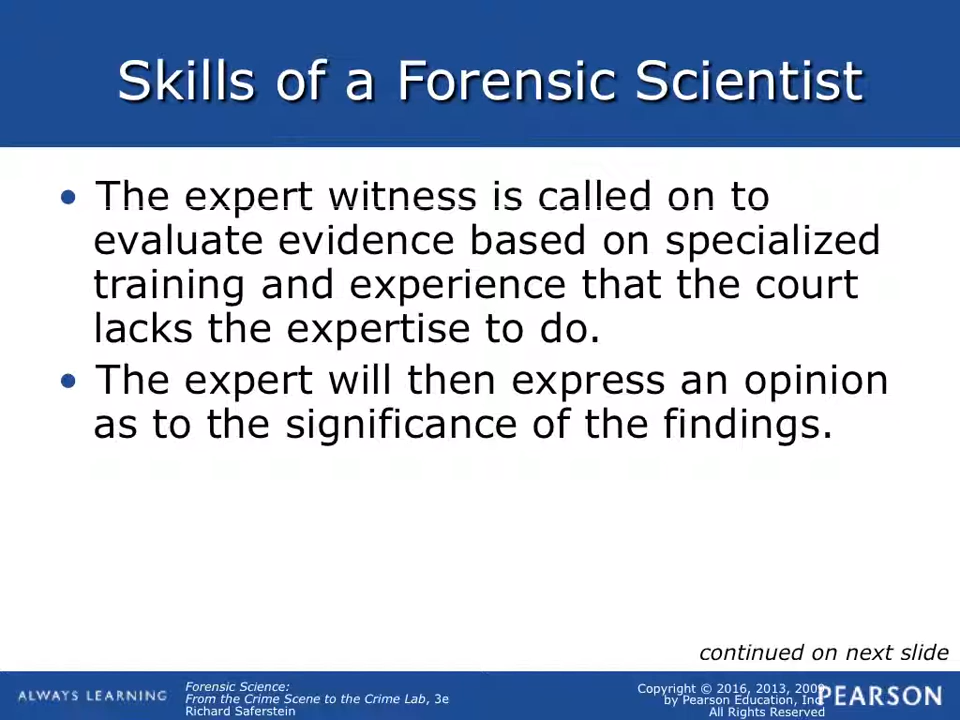 Skills of a Forensic Scientist
• The expert witness is called on to
evaluate evidence based on specialized
training and experience that the court
lacks the expertise to do.
• The expert will then express an opinion
as to the significance of the findings.
continued on next slide
ALWAYS LEARNING
Forensic Science:
From the Crime Scene to the Crime Lab, 3e
Richard Saferstein
Copyright © 2016, 2013, 2009
by Pearson Education, Inc.
All Rights Reserved
PEARSON